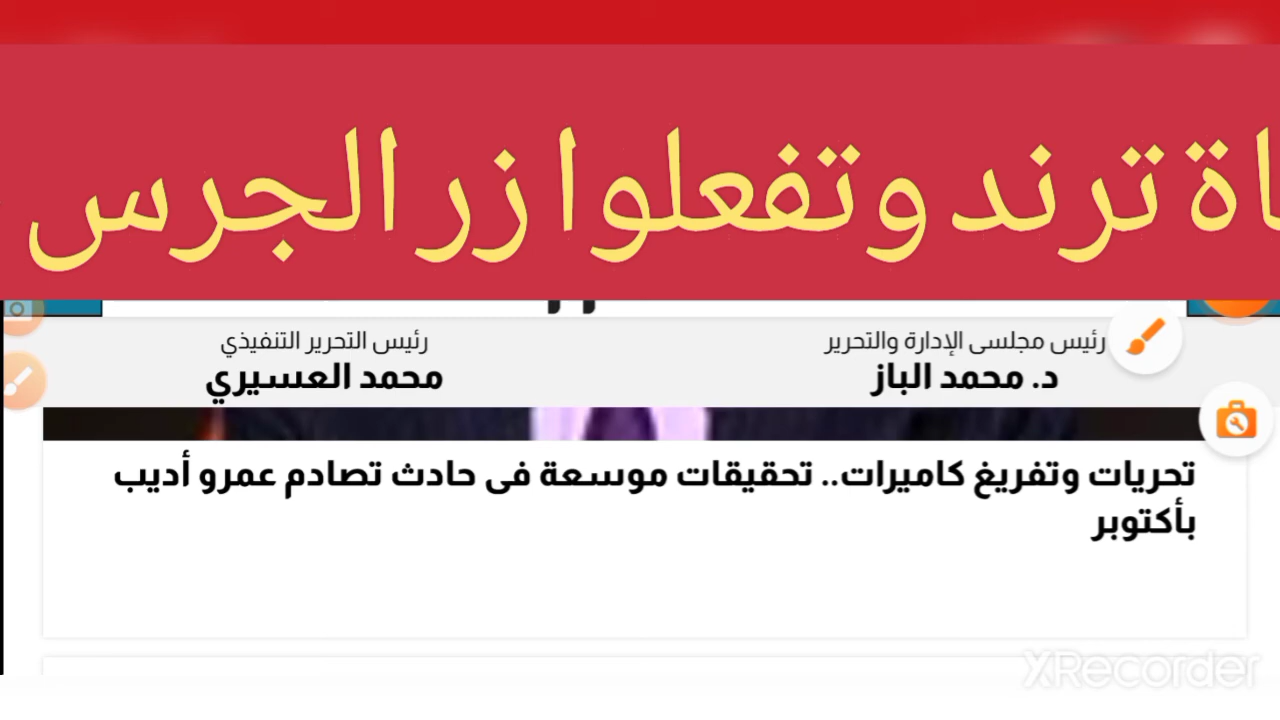 ترند وتفعلوا زر الجرس
رئيس مجلسى الإدارة والتحرير
د. محمد الباز
رئيس التحرير التنفيذي
محمد العسيري
تحريات وتفريغ كاميرات.. تحقيقات موسعة فى حادث تصادم عمرو أديب
بأكتوبر
XRecorder